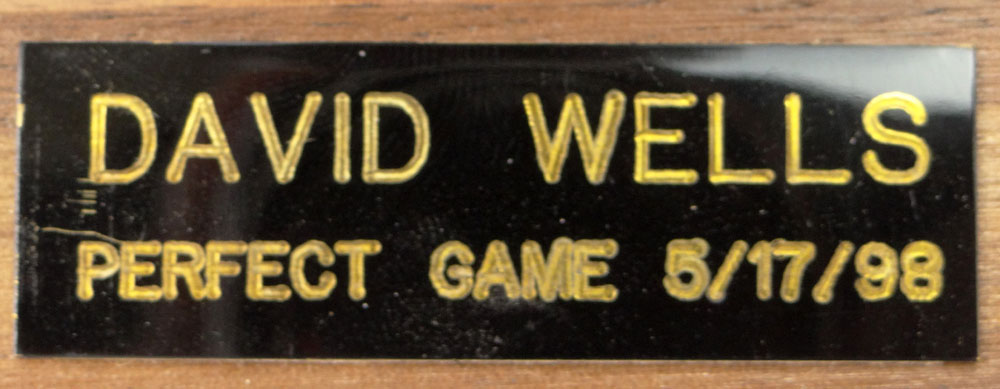 DAVID WELLS
PERFECT GAME 5/17/98